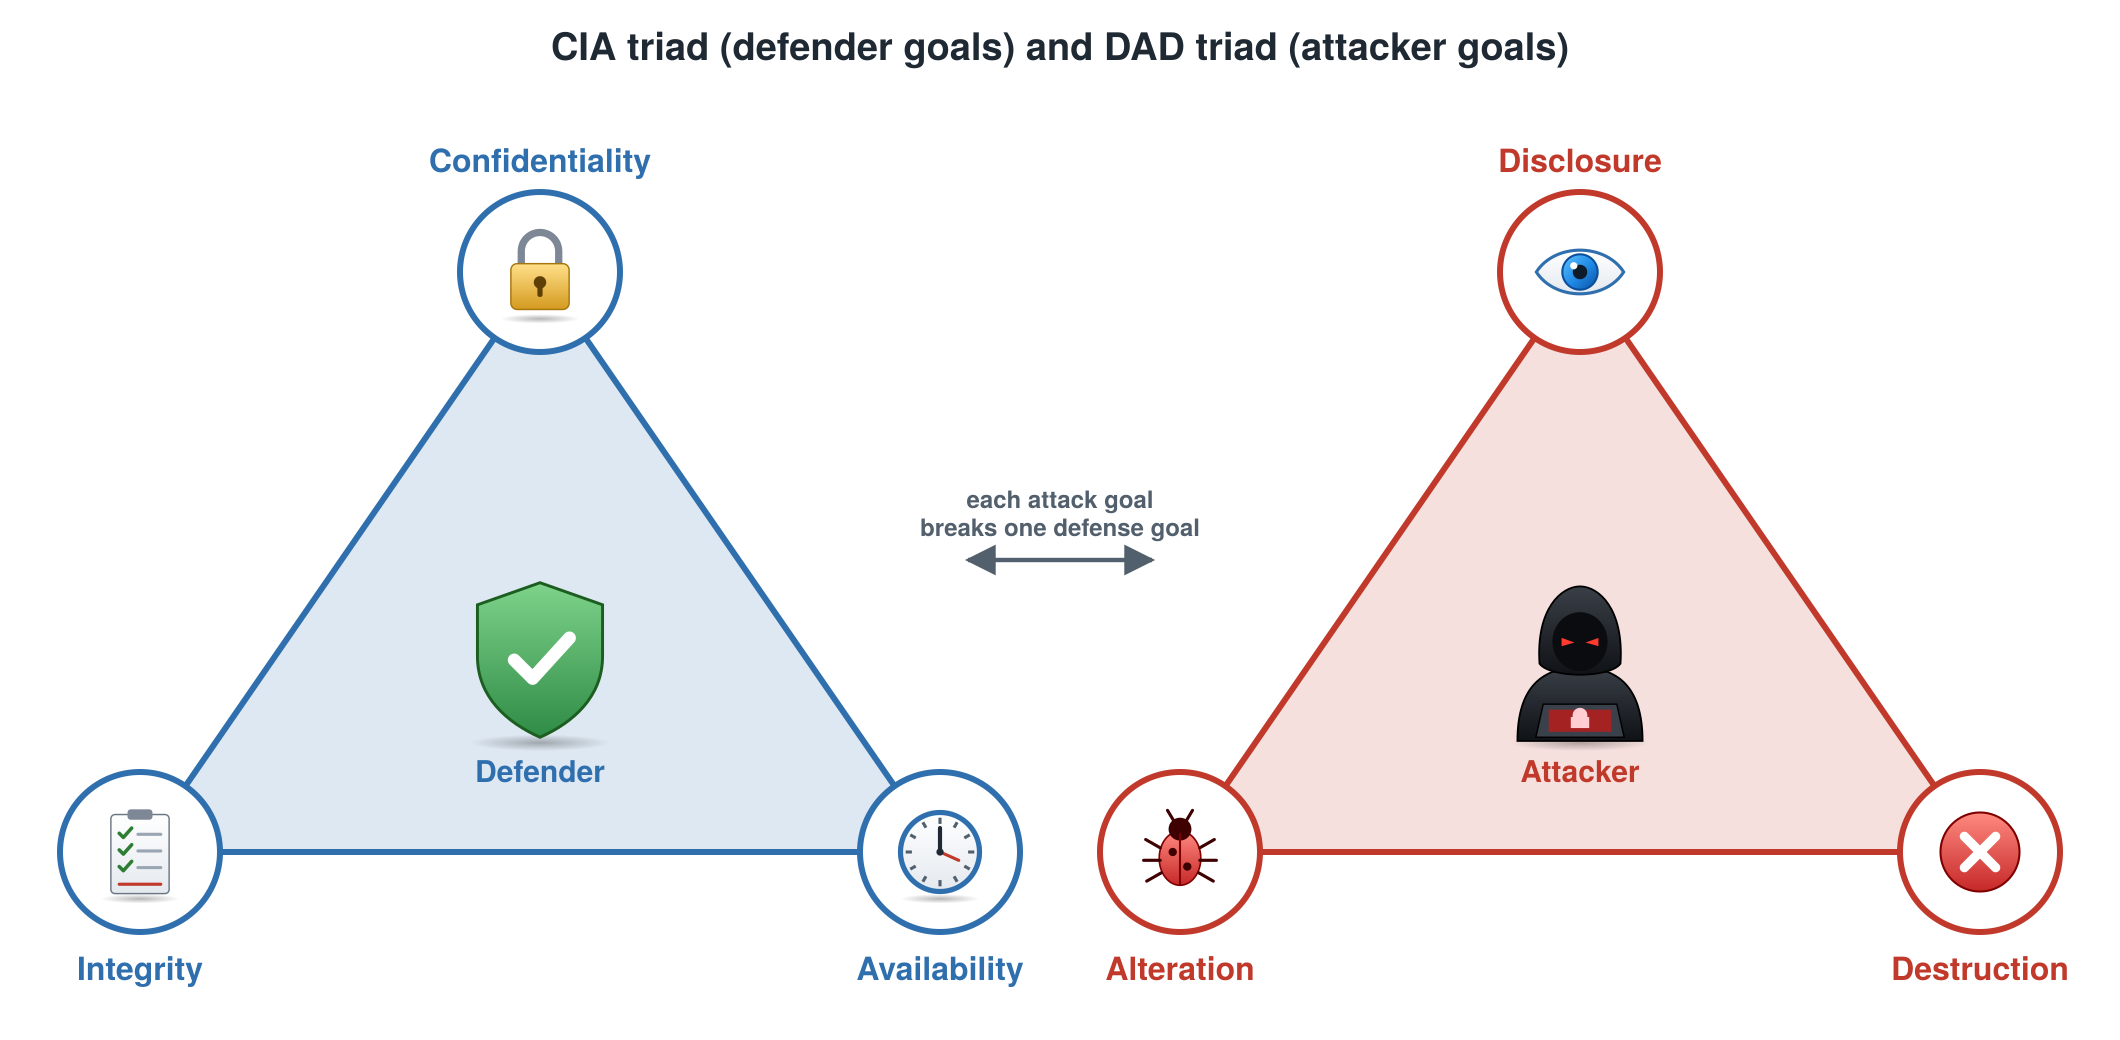 CIA triad (defender goals) and DAD triad (attacker goals)
Confidentiality
Disclosure
each attack goal
breaks one defense goal
Defender
Attacker
Integrity
Availability
Alteration
Destruction